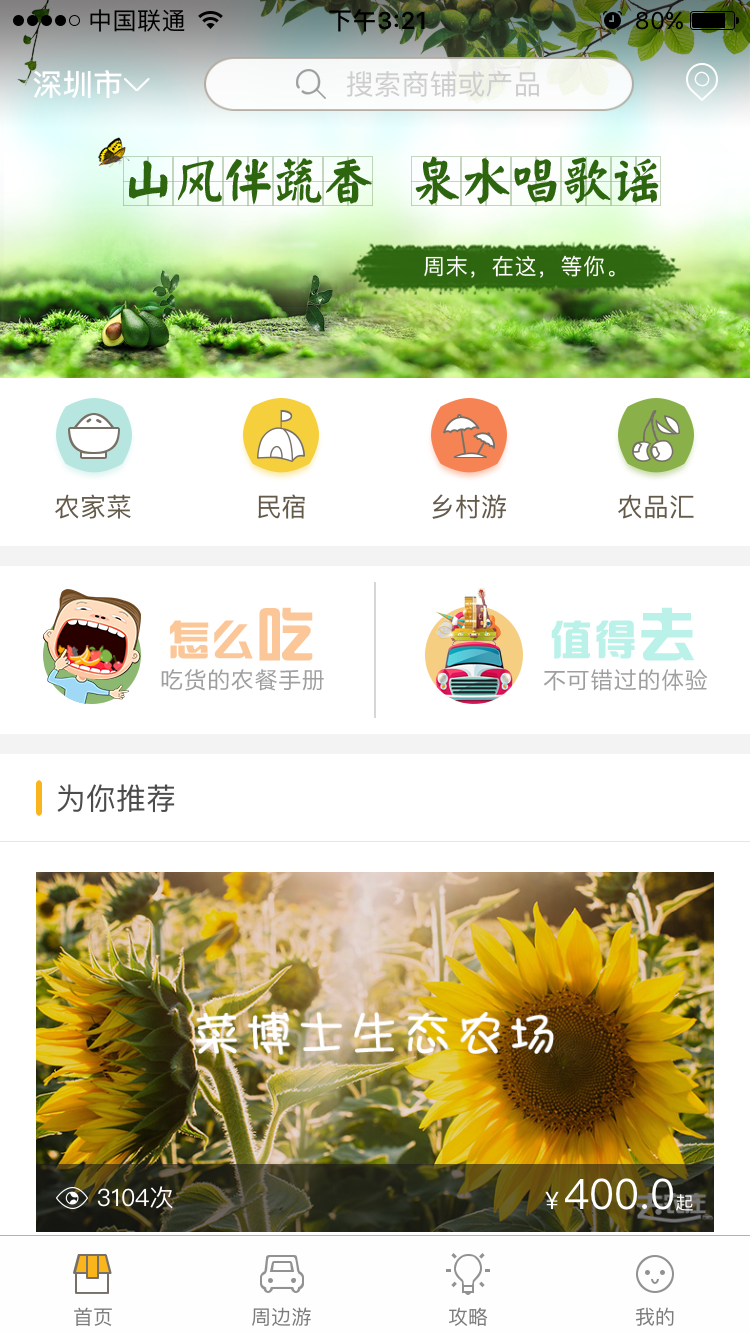 中国联通 下午3:21 80%
深圳市 搜索商铺或产品
山风伴蔬香 泉水唱歌谣
周末，在这，等你。
农家菜 民宿 乡村游 农品汇
怎么吃 值得去
吃货的农餐手册 不可错过的体验
为你推荐
菜博士生态农场
3104次 ¥400.0起
首页 周边游 攻略 我的